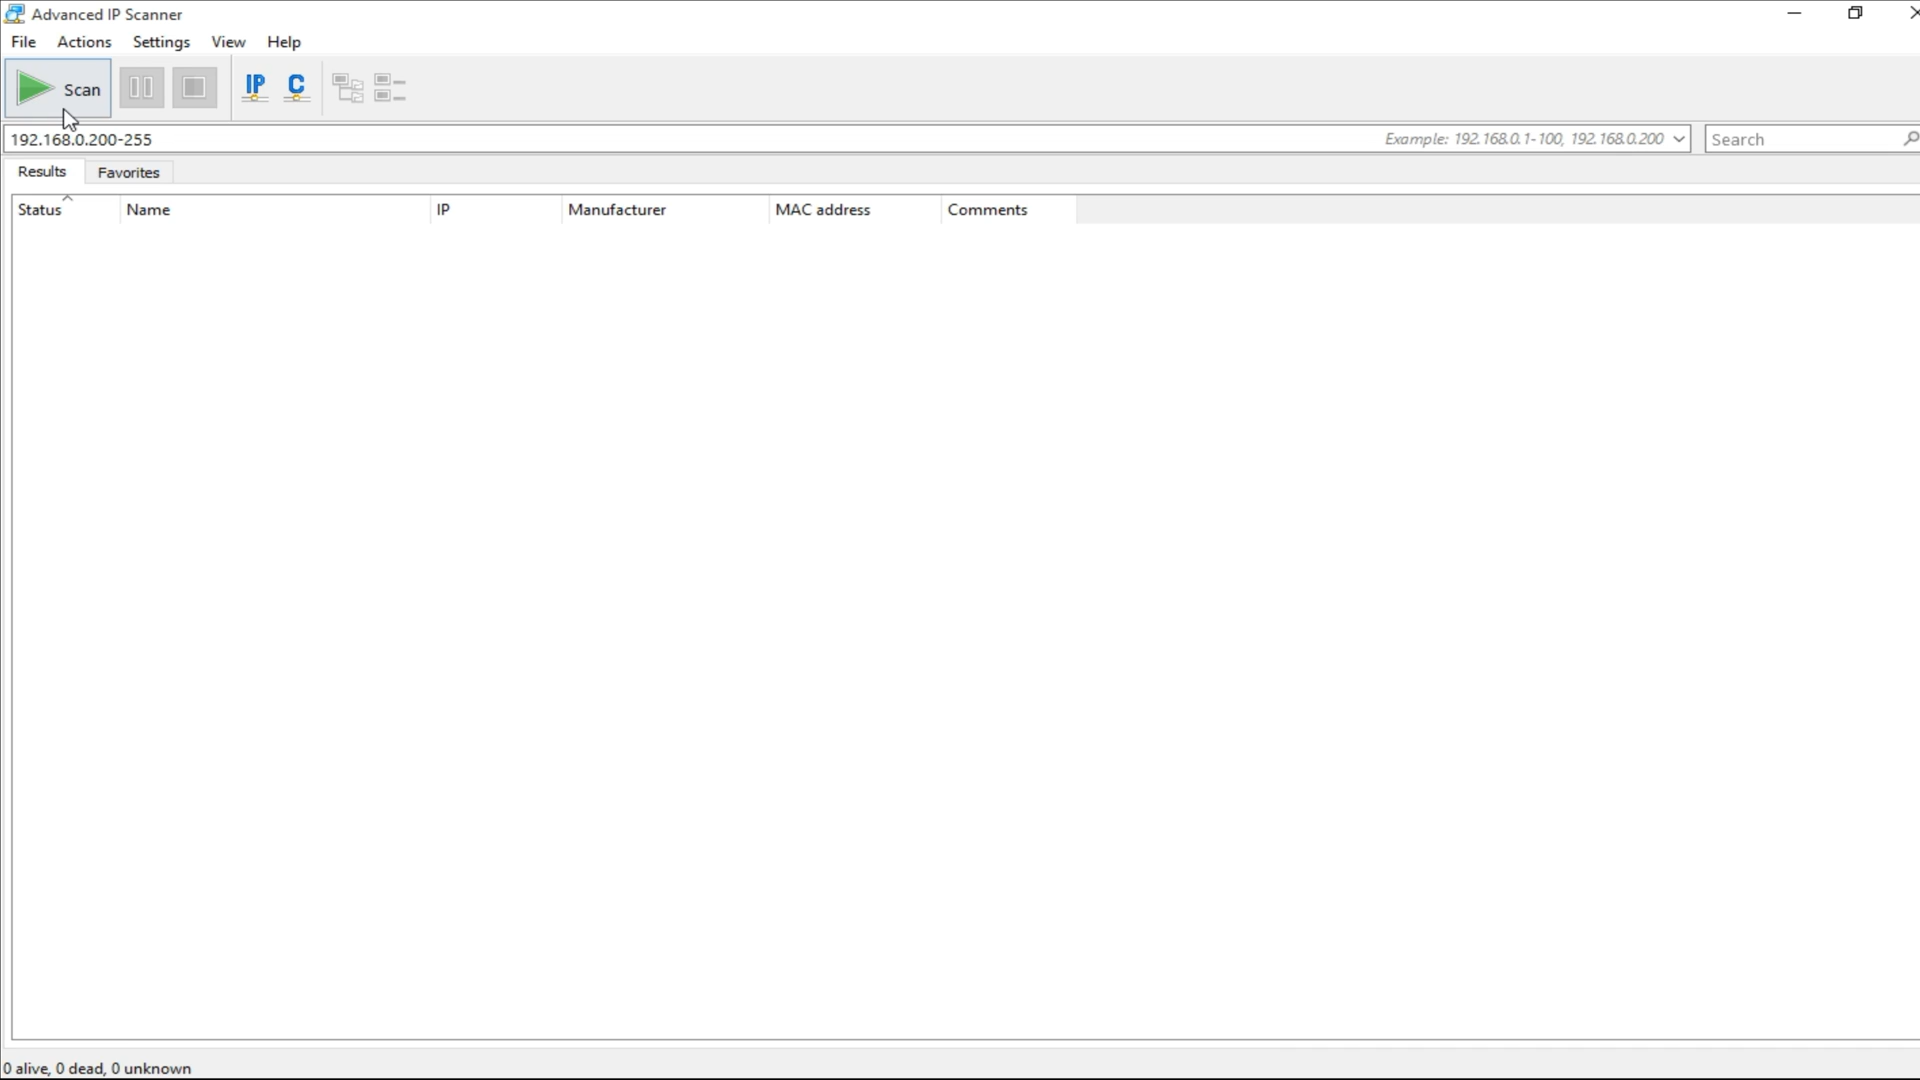 Advanced IP Scanner
File Actions Settings View Help
Scan IP C
192.168.0.200-255 Example: 192.168.0.1-100, 192.168.0.200 Search
Results Favorites
Status Name IP Manufacturer MAC address Comments
0 alive, 0 dead, 0 unknown